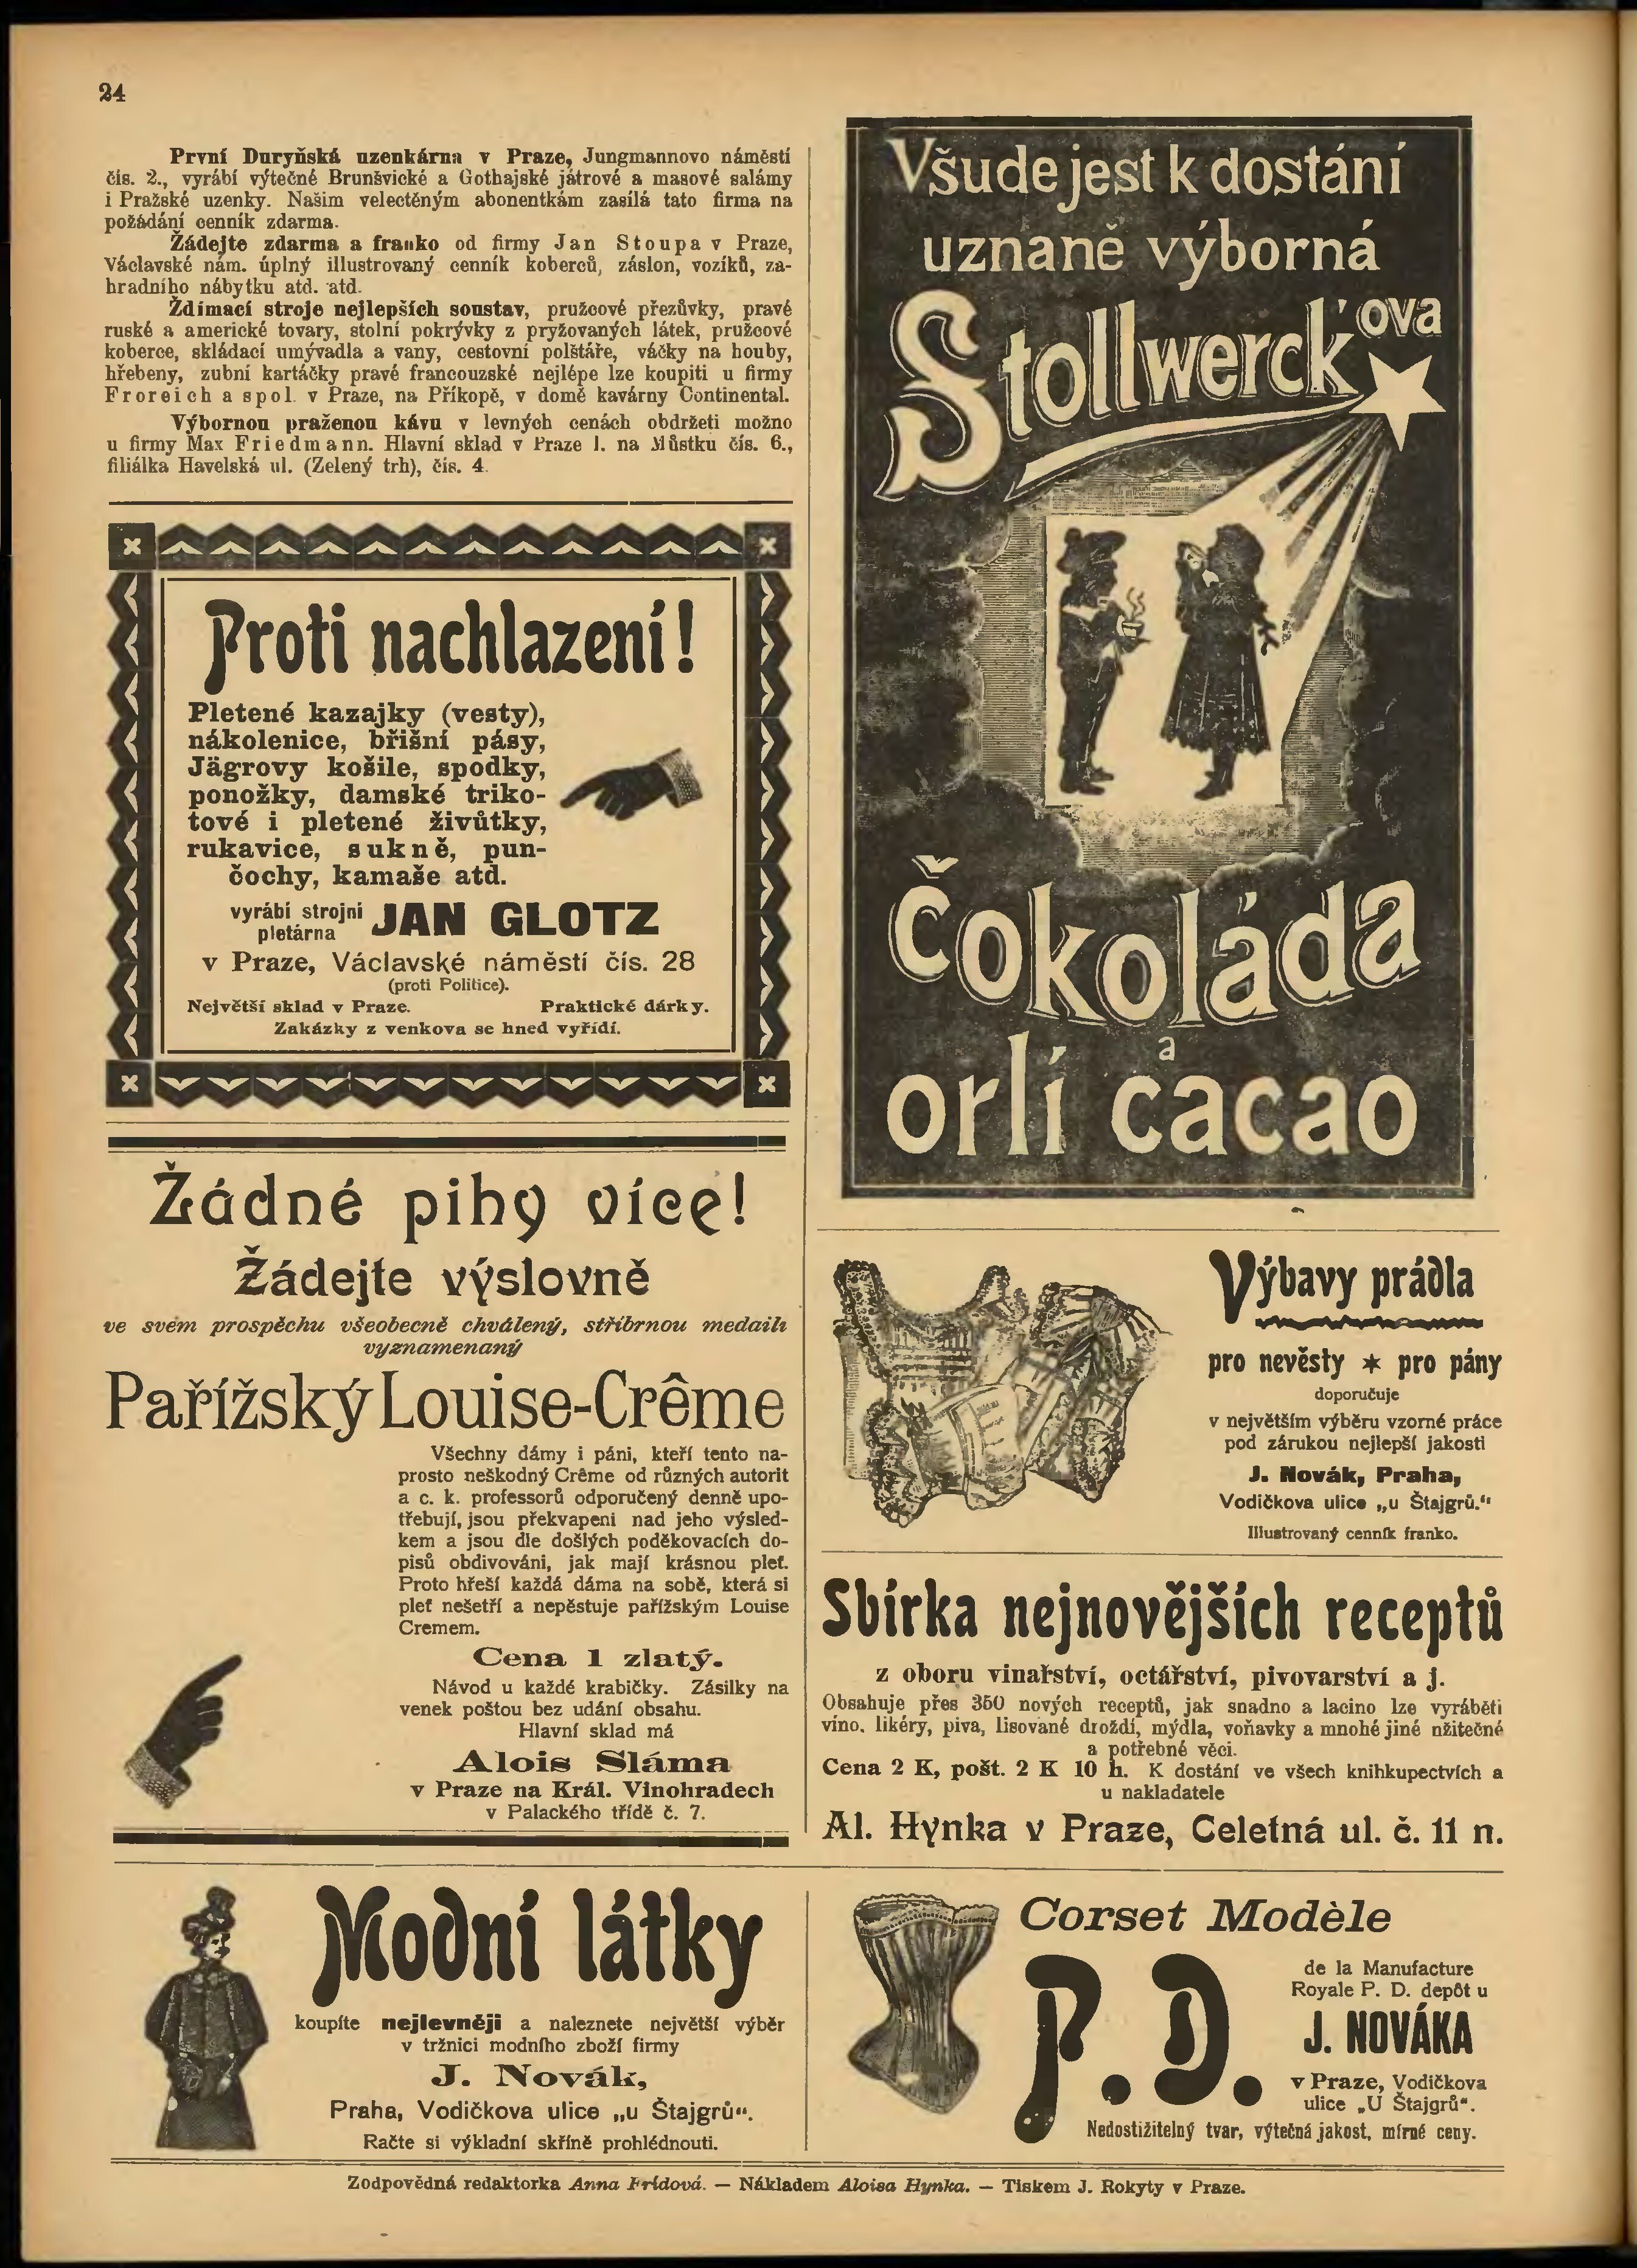 24
První Duryňská uzenkárna v Praze, Jungmannovo náměstí
čís. 2., vyrábí výtečné Brunšvické a Gothajské játrové a masové salámy
i Pražské uzenky. Našim velectěným abonentkám zasílá tato firma na
požádání cenník zdarma.
Žádejte zdarma a franko od firmy Jan Stoupa v Praze,
Václavské nám. úplný illustrovaný cenník koberců, záslon, vozíků, za-
hradního nábytku atd. atd.
Ždímací stroje nejlepších soustav, pružcové přezůvky, pravé
ruské a americké tovary, stolní pokrývky z pryžovaných látek, pružcové
koberce, skládací umývadla a vany, cestovní polštáře, váčky na houby,
hřebeny, zubní kartáčky pravé francouzské nejlépe lze koupiti u firmy
Froreich a spol. v Praze, na Příkopě, v domě kavárny Continental.
Výbornou praženou kávu v levných cenách obdržeti možno
u firmy Max Friedmann. Hlavní sklad v Praze I. na Můstku čís. 6.,
filiálka Havelská ul. (Zelený trh), čís. 4.
Proti nachlazení!
Pletené kazajky (vesty),
nákolenice, břišní pásy,
Jägrovy košile, spodky,
ponožky, damské triko-
tové i pletené živůtky,
rukavice, sukně, pun-
čochy, kamaše atd.
vyrábí strojní
pletárna JAN GLOTZ
v Praze, Václavské náměstí čís. 28
(proti Politice).
Největší sklad v Praze. Praktické dárky.
Zakázky z venkova se hned vyřídí.
Žádné pihy více!
Žádejte výslovně
ve svém prospěchu všeobecně chválený, stříbrnou medailí
vyznamenaný
Pařížský Louise-Crême
Všechny dámy i páni, kteří tento na-
prosto neškodný Crême od různých autorit
a c. k. professorů odporučený denně upo-
třebují, jsou překvapeni nad jeho výsled-
kem a jsou dle došlých poděkovacích do-
pisů obdivováni, jak mají krásnou pleť.
Proto hřeší každá dáma na sobě, která si
pleť nešetří a nepěstuje pařížským Louise
Cremem.
Cena 1 zlatý.
Návod u každé krabičky. Zásilky na
venek poštou bez udání obsahu.
Hlavní sklad má
Alois Sláma
v Praze na Král. Vinohradech
v Palackého třídě č. 7.
Všude jest k dostání
uznaně výborná
Stollwerck'ova
Čokoláda
a
orlí cacao
Výbavy prádla
pro nevěsty * pro pány
doporučuje
v největším výběru vzorné práce
pod zárukou nejlepší jakosti
J. Novák, Praha,
Vodičkova ulice „u Štajgrů."
Illustrovaný cenník franko.
Sbírka nejnovějších receptů
z oboru vinařství, octářství, pivovarství a j.
Obsahuje přes 350 nových receptů, jak snadno a lacino lze vyráběti
víno, likéry, piva, lisované droždí, mýdla, voňavky a mnohé jiné nžitečné
a potřebné věci.
Cena 2 K, pošt. 2 K 10 h. K dostání ve všech knihkupectvích a
u nakladatele
Al. Hynka v Praze, Celetná ul. č. 11 n.
Modní látky
koupíte nejlevněji a naleznete největší výběr
v tržnici modního zboží firmy
J. Novák,
Praha, Vodičkova ulice „u Štajgrů".
Račte si výkladní skříně prohlédnouti.
Corset Modèle
P. D.
de la Manufacture
Royale P. D. depôt u
J. NOVÁKA
v Praze, Vodičkova
ulice „U Štajgrů".
Nedostižitelný tvar, výtečná jakost, mírné ceny.
Zodpovědná redaktorka Anna Frídová. — Nákladem Aloisa Hynka. — Tiskem J. Rokyty v Praze.